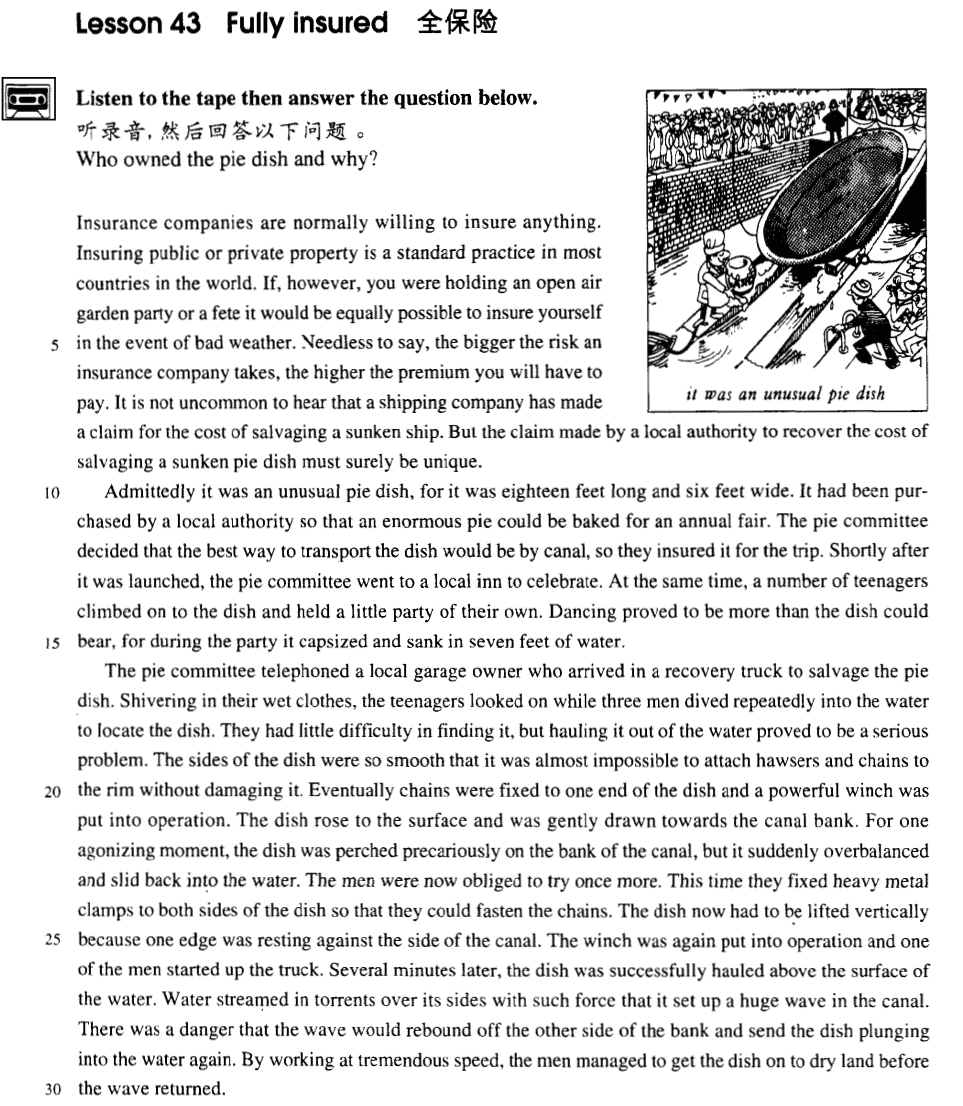 Lesson 43 Fully insured 全保险
Listen to the tape then answer the question below.
听录音,然后回答以下问题。
Who owned the pie dish and why?
Insurance companies are normally willing to insure anything.
Insuring public or private property is a standard practice in most
countries in the world. If, however, you were holding an open air
garden party or a fete it would be equally possible to insure yourself
5 in the event of bad weather. Needless to say, the bigger the risk an
insurance company takes, the higher the premium you will have to
pay. It is not uncommon to hear that a shipping company has made
it was an unusual pie dish
a claim for the cost of salvaging a sunken ship. But the claim made by a local authority to recover the cost of
salvaging a sunken pie dish must surely be unique.
10 Admittedly it was an unusual pie dish, for it was eighteen feet long and six feet wide. It had been pur-
chased by a local authority so that an enormous pie could be baked for an annual fair. The pie committee
decided that the best way to transport the dish would be by canal, so they insured it for the trip. Shortly after
it was launched, the pie committee went to a local inn to celebrate. At the same time, a number of teenagers
climbed on to the dish and held a little party of their own. Dancing proved to be more than the dish could
15 bear, for during the party it capsized and sank in seven feet of water.
The pie committee telephoned a local garage owner who arrived in a recovery truck to salvage the pie
dish. Shivering in their wet clothes, the teenagers looked on while three men dived repeatedly into the water
to locate the dish. They had little difficulty in finding it, but hauling it out of the water proved to be a serious
problem. The sides of the dish were so smooth that it was almost impossible to attach hawsers and chains to
20 the rim without damaging it. Eventually chains were fixed to one end of the dish and a powerful winch was
put into operation. The dish rose to the surface and was gently drawn towards the canal bank. For one
agonizing moment, the dish was perched precariously on the bank of the canal, but it suddenly overbalanced
and slid back into the water. The men were now obliged to try once more. This time they fixed heavy metal
clamps to both sides of the dish so that they could fasten the chains. The dish now had to be lifted vertically
25 because one edge was resting against the side of the canal. The winch was again put into operation and one
of the men started up the truck. Several minutes later, the dish was successfully hauled above the surface of
the water. Water streamed in torrents over its sides with such force that it set up a huge wave in the canal.
There was a danger that the wave would rebound off the other side of the bank and send the dish plunging
into the water again. By working at tremendous speed, the men managed to get the dish on to dry land before
30 the wave returned.